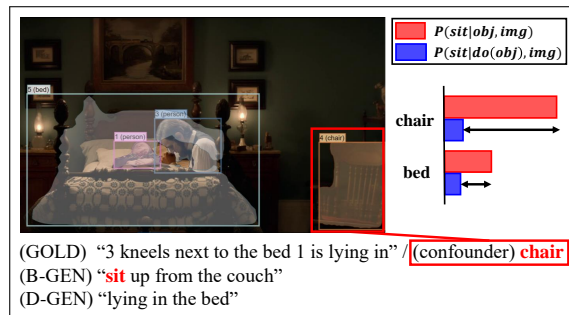 5 (bed)
3 (person)
1 (person)
4 (chair)
P(sit|obj, img)
P(sit|do(obj), img)
chair
bed
(GOLD) “3 kneels next to the bed 1 is lying in” / (confounder) chair
(B-GEN) “sit up from the couch”
(D-GEN) “lying in the bed”